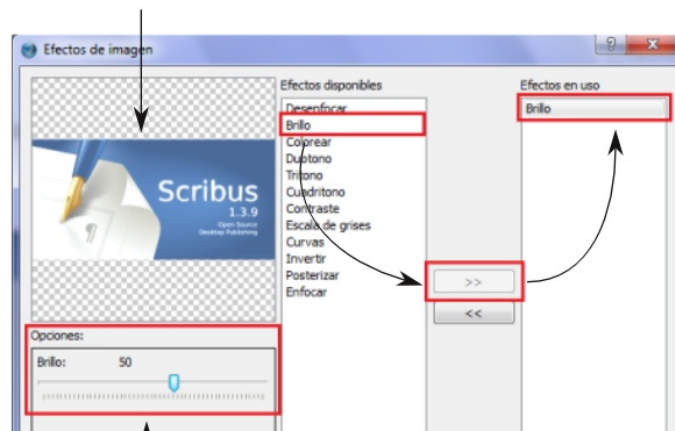 Efectos de imagen
Efectos disponibles
Efectos en uso
Desenfocar
Brillo
Colorear
Duotono
Tritono
Cuadritono
Contraste
Escala de grises
Curvas
Invertir
Posterizar
Enfocar
Brillo
Scribus
1.3.9
Open Source
Desktop Publishing
>>
<<
Opciones:
Brillo: 50